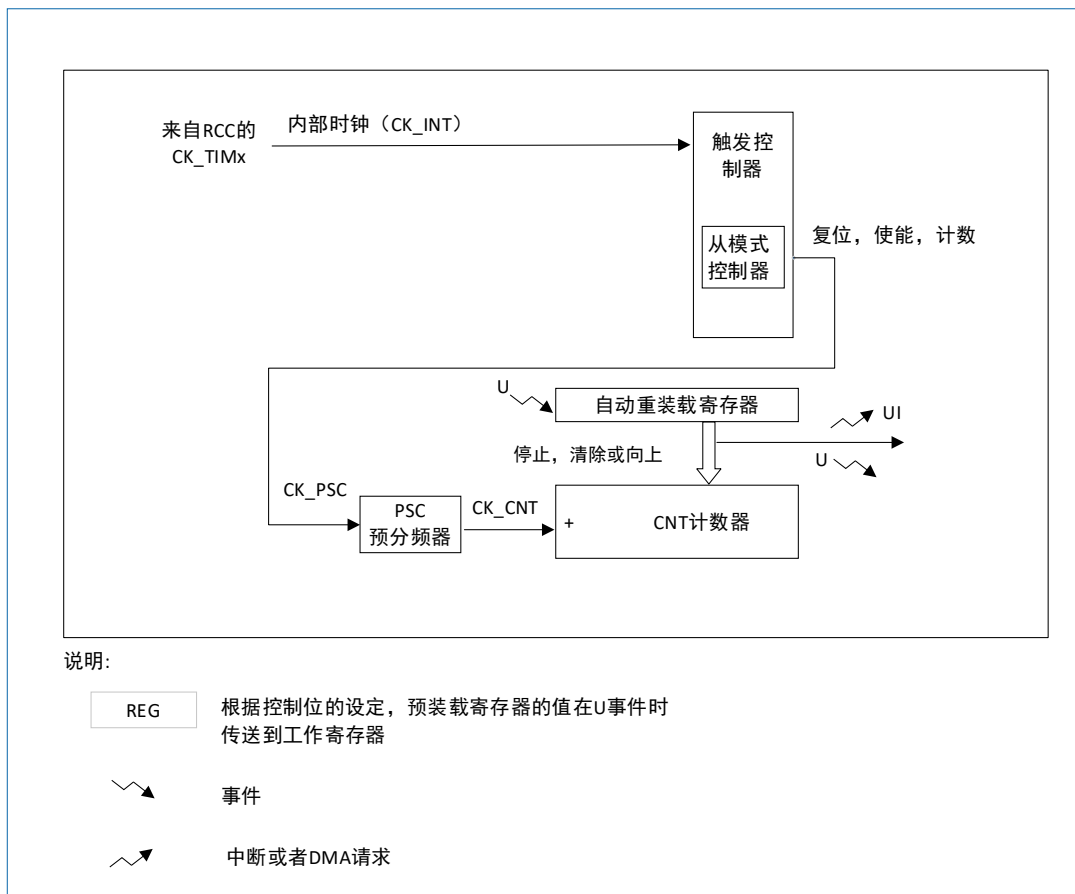 来自RCC的
CK_TIMx
内部时钟（CK_INT）
触发控
制器
从模式
控制器
复位，使能，计数
U
自动重装载寄存器
UI
停止，清除或向上
U
CK_PSC
PSC
预分频器
CK_CNT
+
CNT计数器
说明:
REG
根据控制位的设定，预装载寄存器的值在U事件时
传送到工作寄存器
事件
中断或者DMA请求